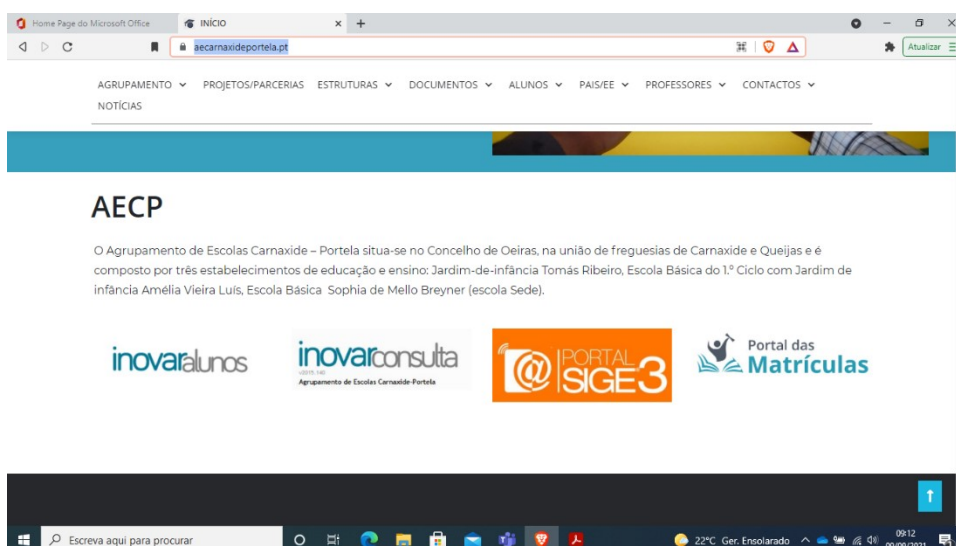 Home Page do Microsoft Office
INÍCIO
aecarnaxideportela.pt
Atualizar
AGRUPAMENTO PROJETOS/PARCERIAS ESTRUTURAS DOCUMENTOS ALUNOS PAIS/EE PROFESSORES CONTACTOS
NOTÍCIAS
AECP
O Agrupamento de Escolas Carnaxide – Portela situa-se no Concelho de Oeiras, na união de freguesias de Carnaxide e Queijas e é
composto por três estabelecimentos de educação e ensino: Jardim-de-infância Tomás Ribeiro, Escola Básica do 1.º Ciclo com Jardim de
infância Amélia Vieira Luís, Escola Básica Sophia de Mello Breyner (escola Sede).
inovaralunos
inovarconsulta
Agrupamento de Escolas Carnaxide-Portela
@ PORTAL
SIGE3
Portal das
Matrículas
Escreva aqui para procurar
22°C Ger. Ensolarado
09:12
09/09/2021